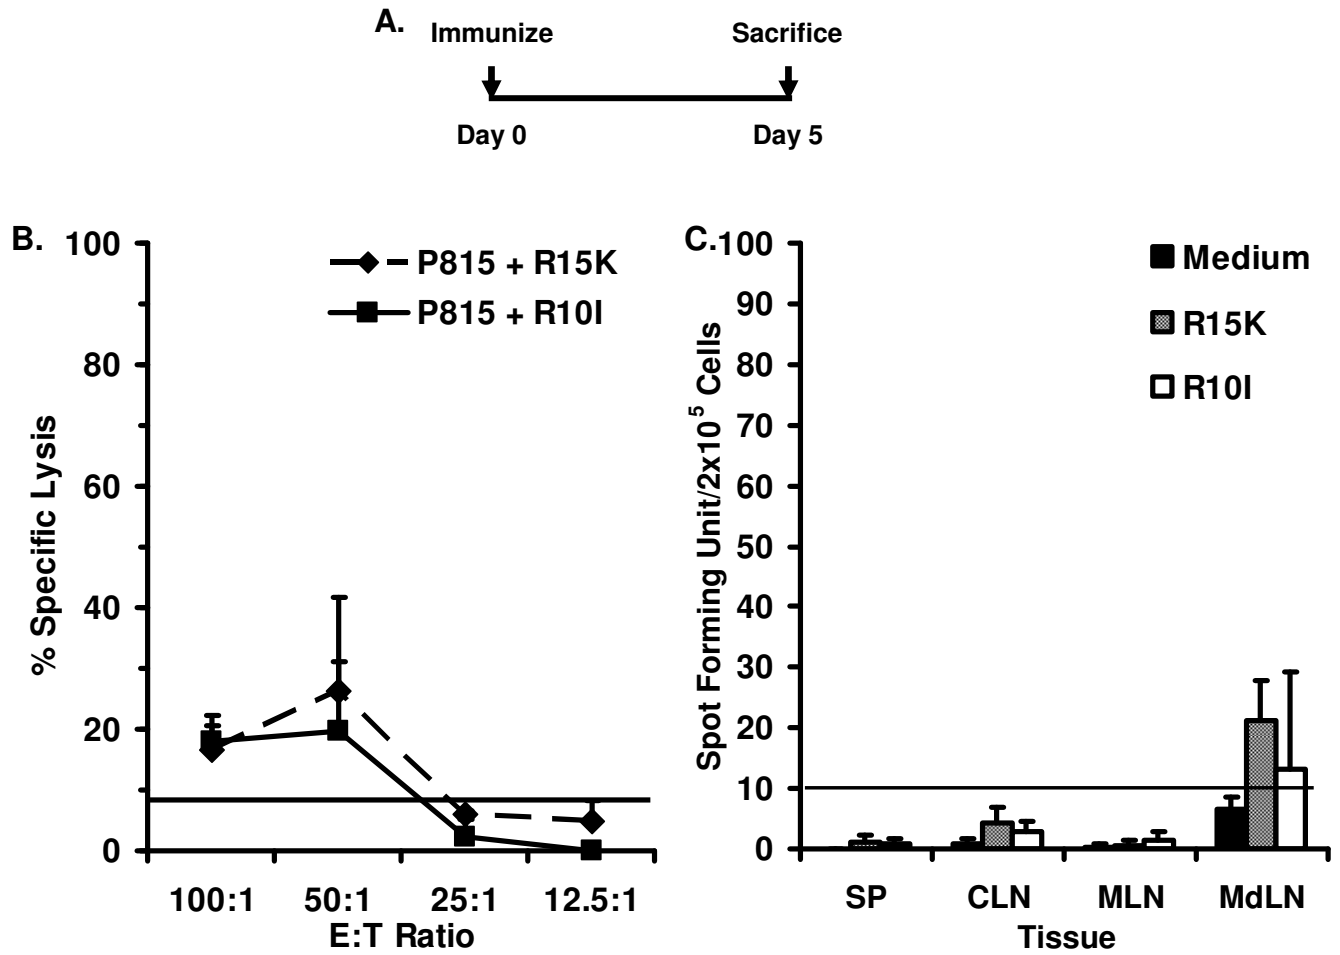 A.
Immunize
Sacrifice
Day 0
Day 5
B.
100
80
60
40
20
0
% Specific Lysis
P815 + R15K
P815 + R10I
100:1
50:1
25:1
12.5:1
E:T Ratio
C.
100
90
80
70
60
50
40
30
20
10
0
Spot Forming Unit/2x10⁵ Cells
Medium
R15K
R10I
SP
CLN
MLN
MdLN
Tissue